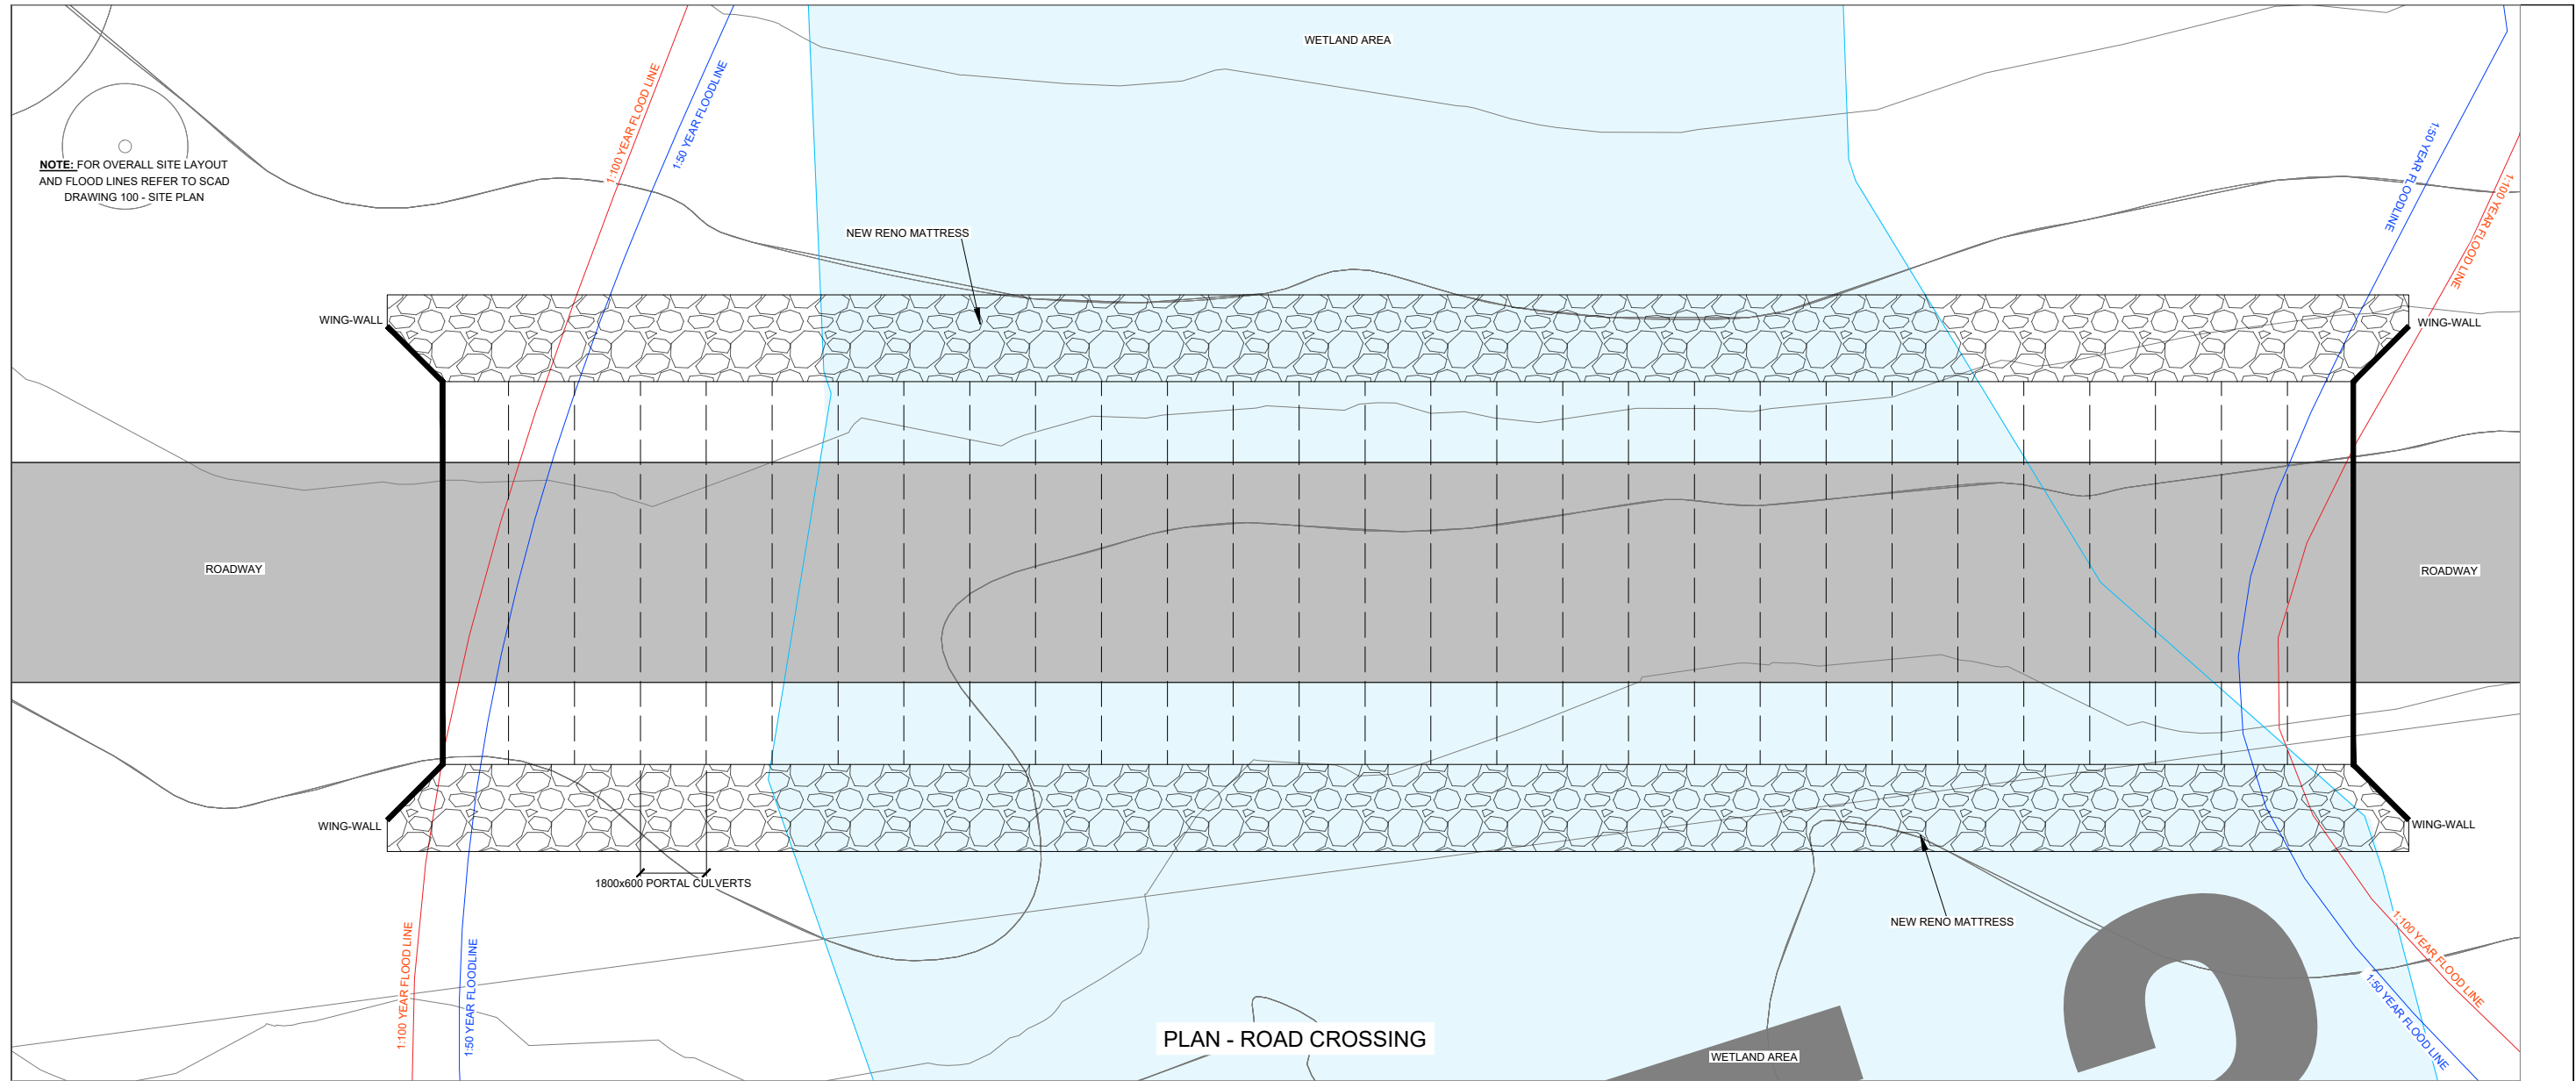 WETLAND AREA
1:100 YEAR FLOOD LINE
1:50 YEAR FLOODLINE
1:50 YEAR FLOODLINE
1:100 YEAR FLOOD LINE
NOTE: FOR OVERALL SITE LAYOUT
AND FLOOD LINES REFER TO SCAD
DRAWING 100 - SITE PLAN
NEW RENO MATTRESS
WING-WALL
WING-WALL
ROADWAY
ROADWAY
WING-WALL
WING-WALL
1800x600 PORTAL CULVERTS
NEW RENO MATTRESS
1:100 YEAR FLOOD LINE
1:50 YEAR FLOODLINE
1:100 YEAR FLOOD LINE
1:50 YEAR FLOOD LINE
PLAN - ROAD CROSSING
WETLAND AREA